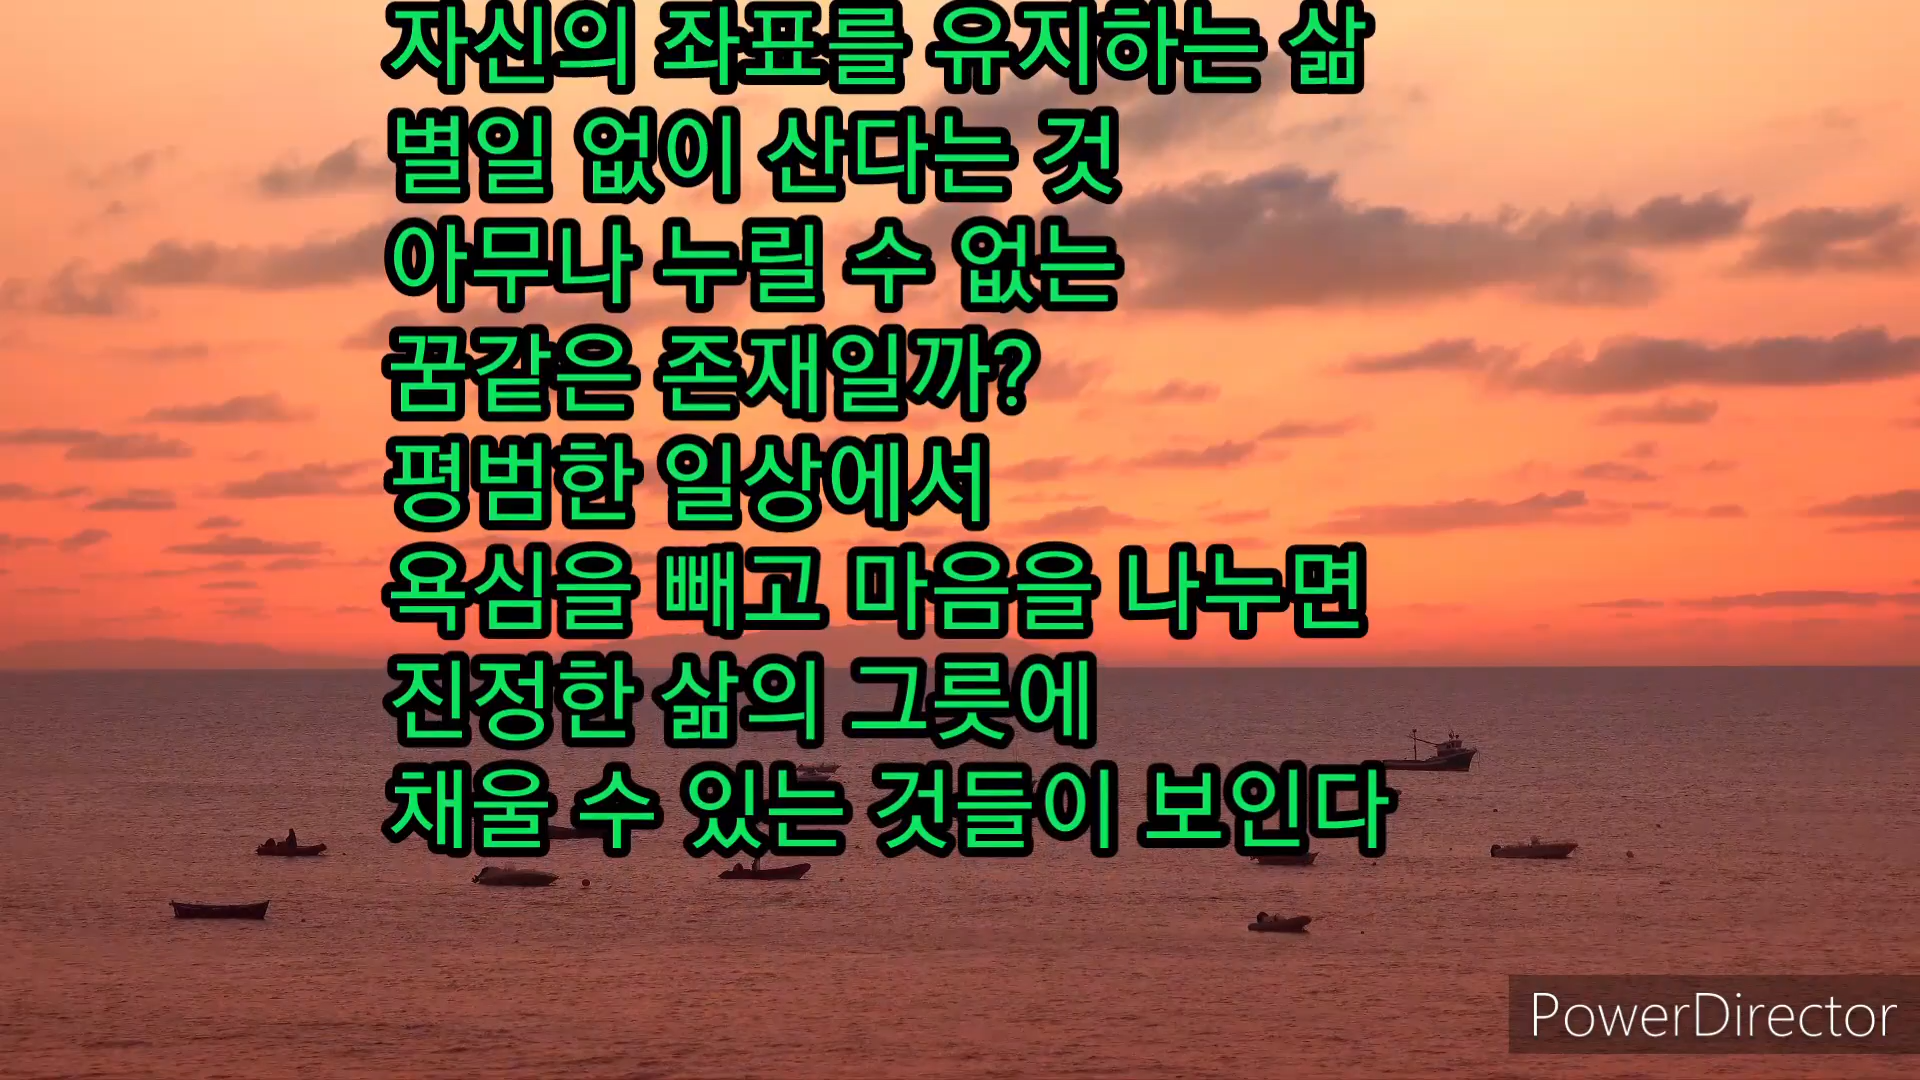 자신의 좌표를 유지하는 삶
별일 없이 산다는 것
아무나 누릴 수 없는
꿈같은 존재일까?
평범한 일상에서
욕심을 빼고 마음을 나누면
진정한 삶의 그릇에
채울 수 있는 것들이 보인다
PowerDirector